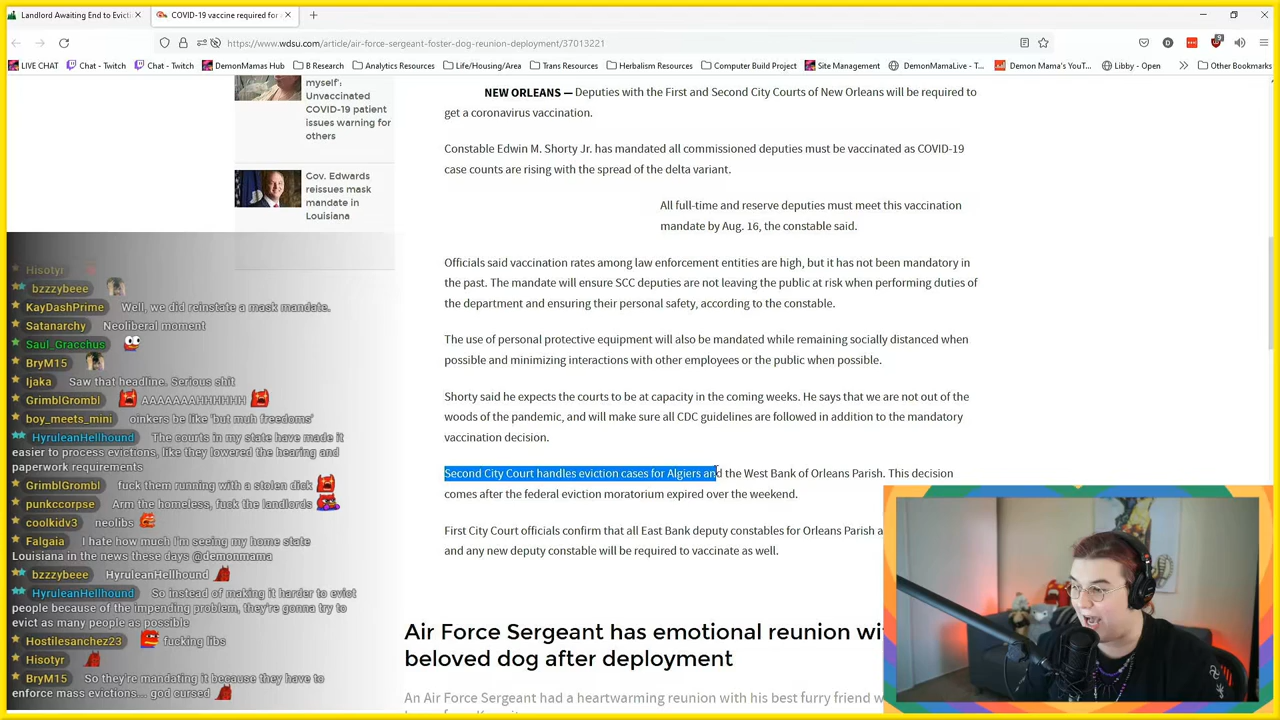 Landlord Awaiting End to Evicti
COVID-19 vaccine required for
https://www.wdsu.com/article/air-force-sergeant-foster-dog-reunion-deployment/37013221
LIVE CHAT
Chat - Twitch
Chat - Twitch
DemonMamas Hub
B Research
Analytics Resources
Life/Housing/Area
Trans Resources
Herbalism Resources
Computer Build Project
Site Management
DemonMamaLive - T...
Demon Mama's YouT...
Libby - Open
Other Bookmarks
myself':
Unvaccinated
COVID-19 patient
issues warning for
others
Gov. Edwards
reissues mask
mandate in
Louisiana
NEW ORLEANS — Deputies with the First and Second City Courts of New Orleans will be required to
get a coronavirus vaccination.
Constable Edwin M. Shorty Jr. has mandated all commissioned deputies must be vaccinated as COVID-19
case counts are rising with the spread of the delta variant.
All full-time and reserve deputies must meet this vaccination
mandate by Aug. 16, the constable said.
Officials said vaccination rates among law enforcement entities are high, but it has not been mandatory in
the past. The mandate will ensure SCC deputies are not leaving the public at risk when performing duties of
the department and ensuring their personal safety, according to the constable.
The use of personal protective equipment will also be mandated while remaining socially distanced when
possible and minimizing interactions with other employees or the public when possible.
Shorty said he expects the courts to be at capacity in the coming weeks. He says that we are not out of the
woods of the pandemic, and will make sure all CDC guidelines are followed in addition to the mandatory
vaccination decision.
Second City Court handles eviction cases for Algiers and the West Bank of Orleans Parish. This decision
comes after the federal eviction moratorium expired over the weekend.
First City Court officials confirm that all East Bank deputy constables for Orleans Parish a
and any new deputy constable will be required to vaccinate as well.
Air Force Sergeant has emotional reunion wi
beloved dog after deployment
An Air Force Sergeant had a heartwarming reunion with his best furry friend w
Hisotyr
bzzzybeee
KayDashPrime Well, we did reinstate a mask mandate.
Satanarchy Neoliberal moment
Saul_Gracchus
BryM15
Ijaka Saw that headline. Serious shit
GrimblGrombl AAAAAAAHHHHHH
boy_meets_mini oinkers be like 'but muh freedoms'
HyruleanHellhound The courts in my state have made it
easier to process evictions, like they lowered the hearing and
paperwork requirements
GrimblGrombl fuck them running with a stolen dick
punkccorpse Arm the homeless, fuck the landlords
coolkidv3 neolibs
Falgaia I hate how much I'm seeing my home state
Louisiana in the news these days @demonmama
bzzzybeee HyruleanHellhound
HyruleanHellhound So instead of making it harder to evict
people because of the impending problem, they're gonna try to
evict as many people as possible
Hostilesanchez23 fucking libs
Hisotyr
BryM15 So they're mandating it because they have to
enforce mass evictions... god cursed